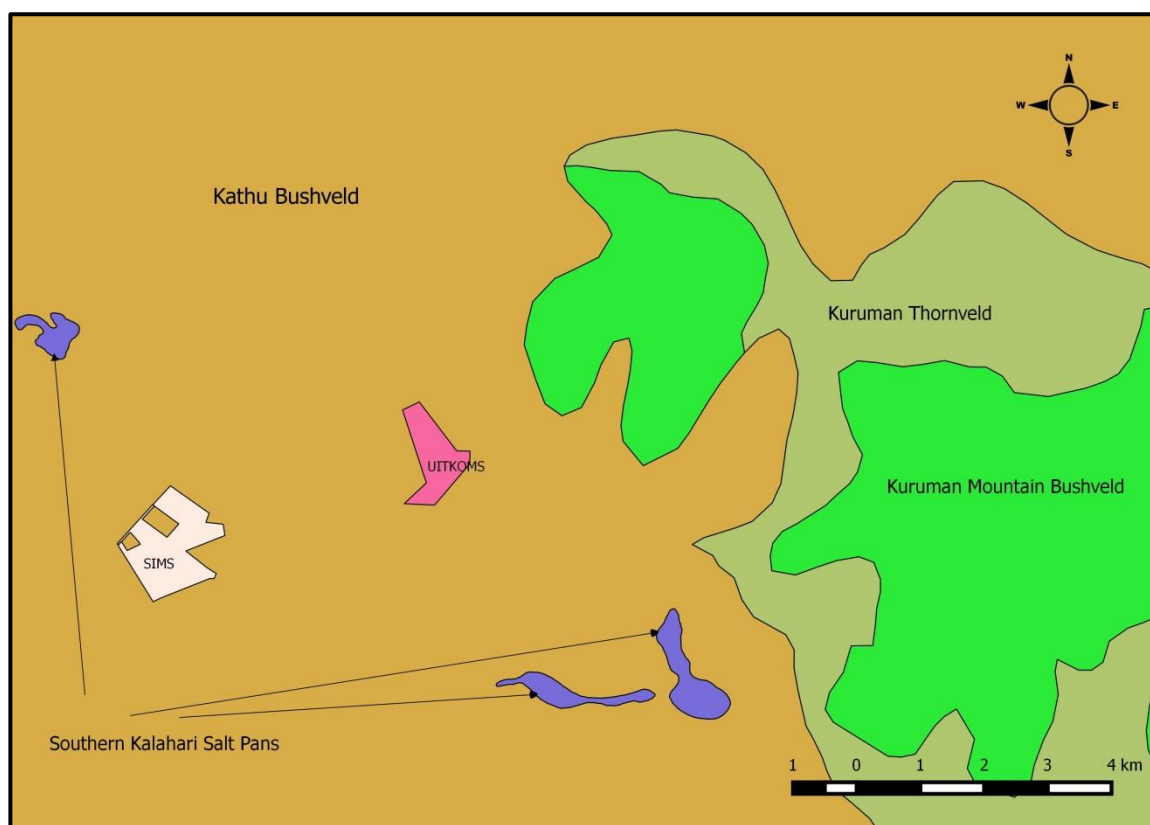 N
W E
S
Kathu Bushveld
Kuruman Thornveld
UITKOMS
Kuruman Mountain Bushveld
SIMS
Southern Kalahari Salt Pans
1 0 1 2 3 4 km